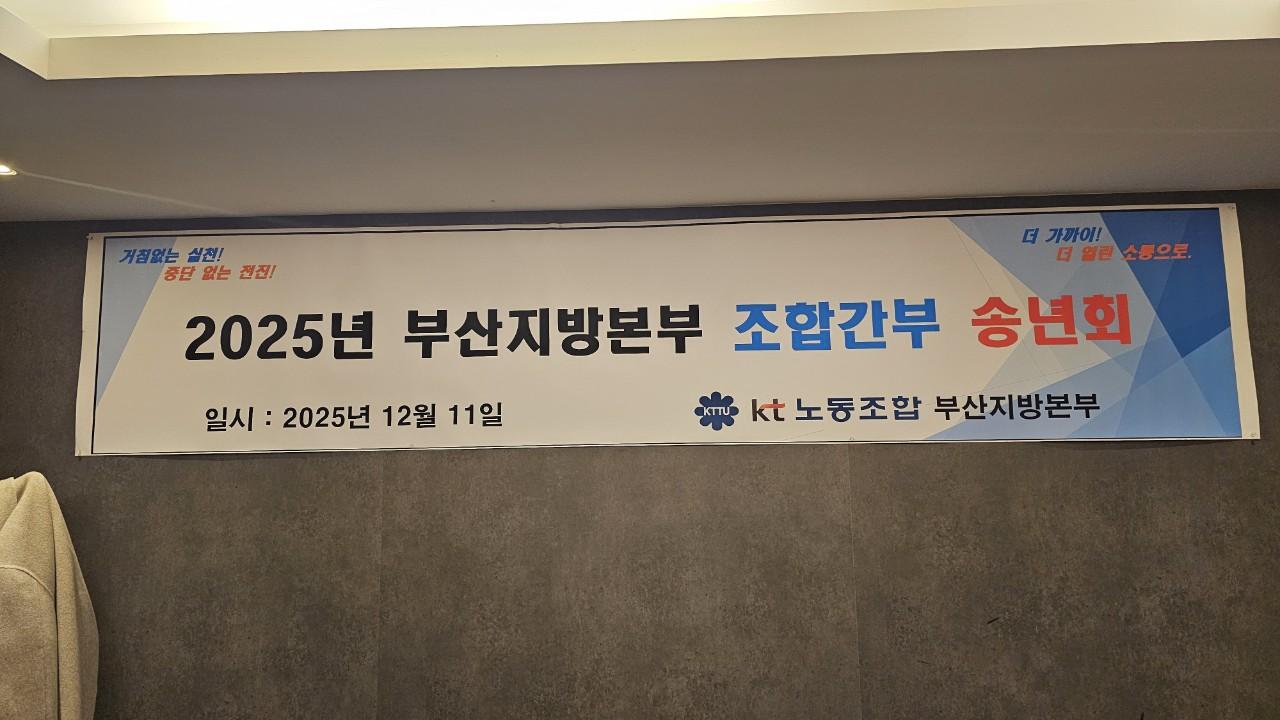 거침없는 실천!
중단 없는 전진!
더 가까이!
더 열린 소통으로.
2025년 부산지방본부 조합간부 송년회
일시 : 2025년 12월 11일
KTTU kt 노동조합 부산지방본부